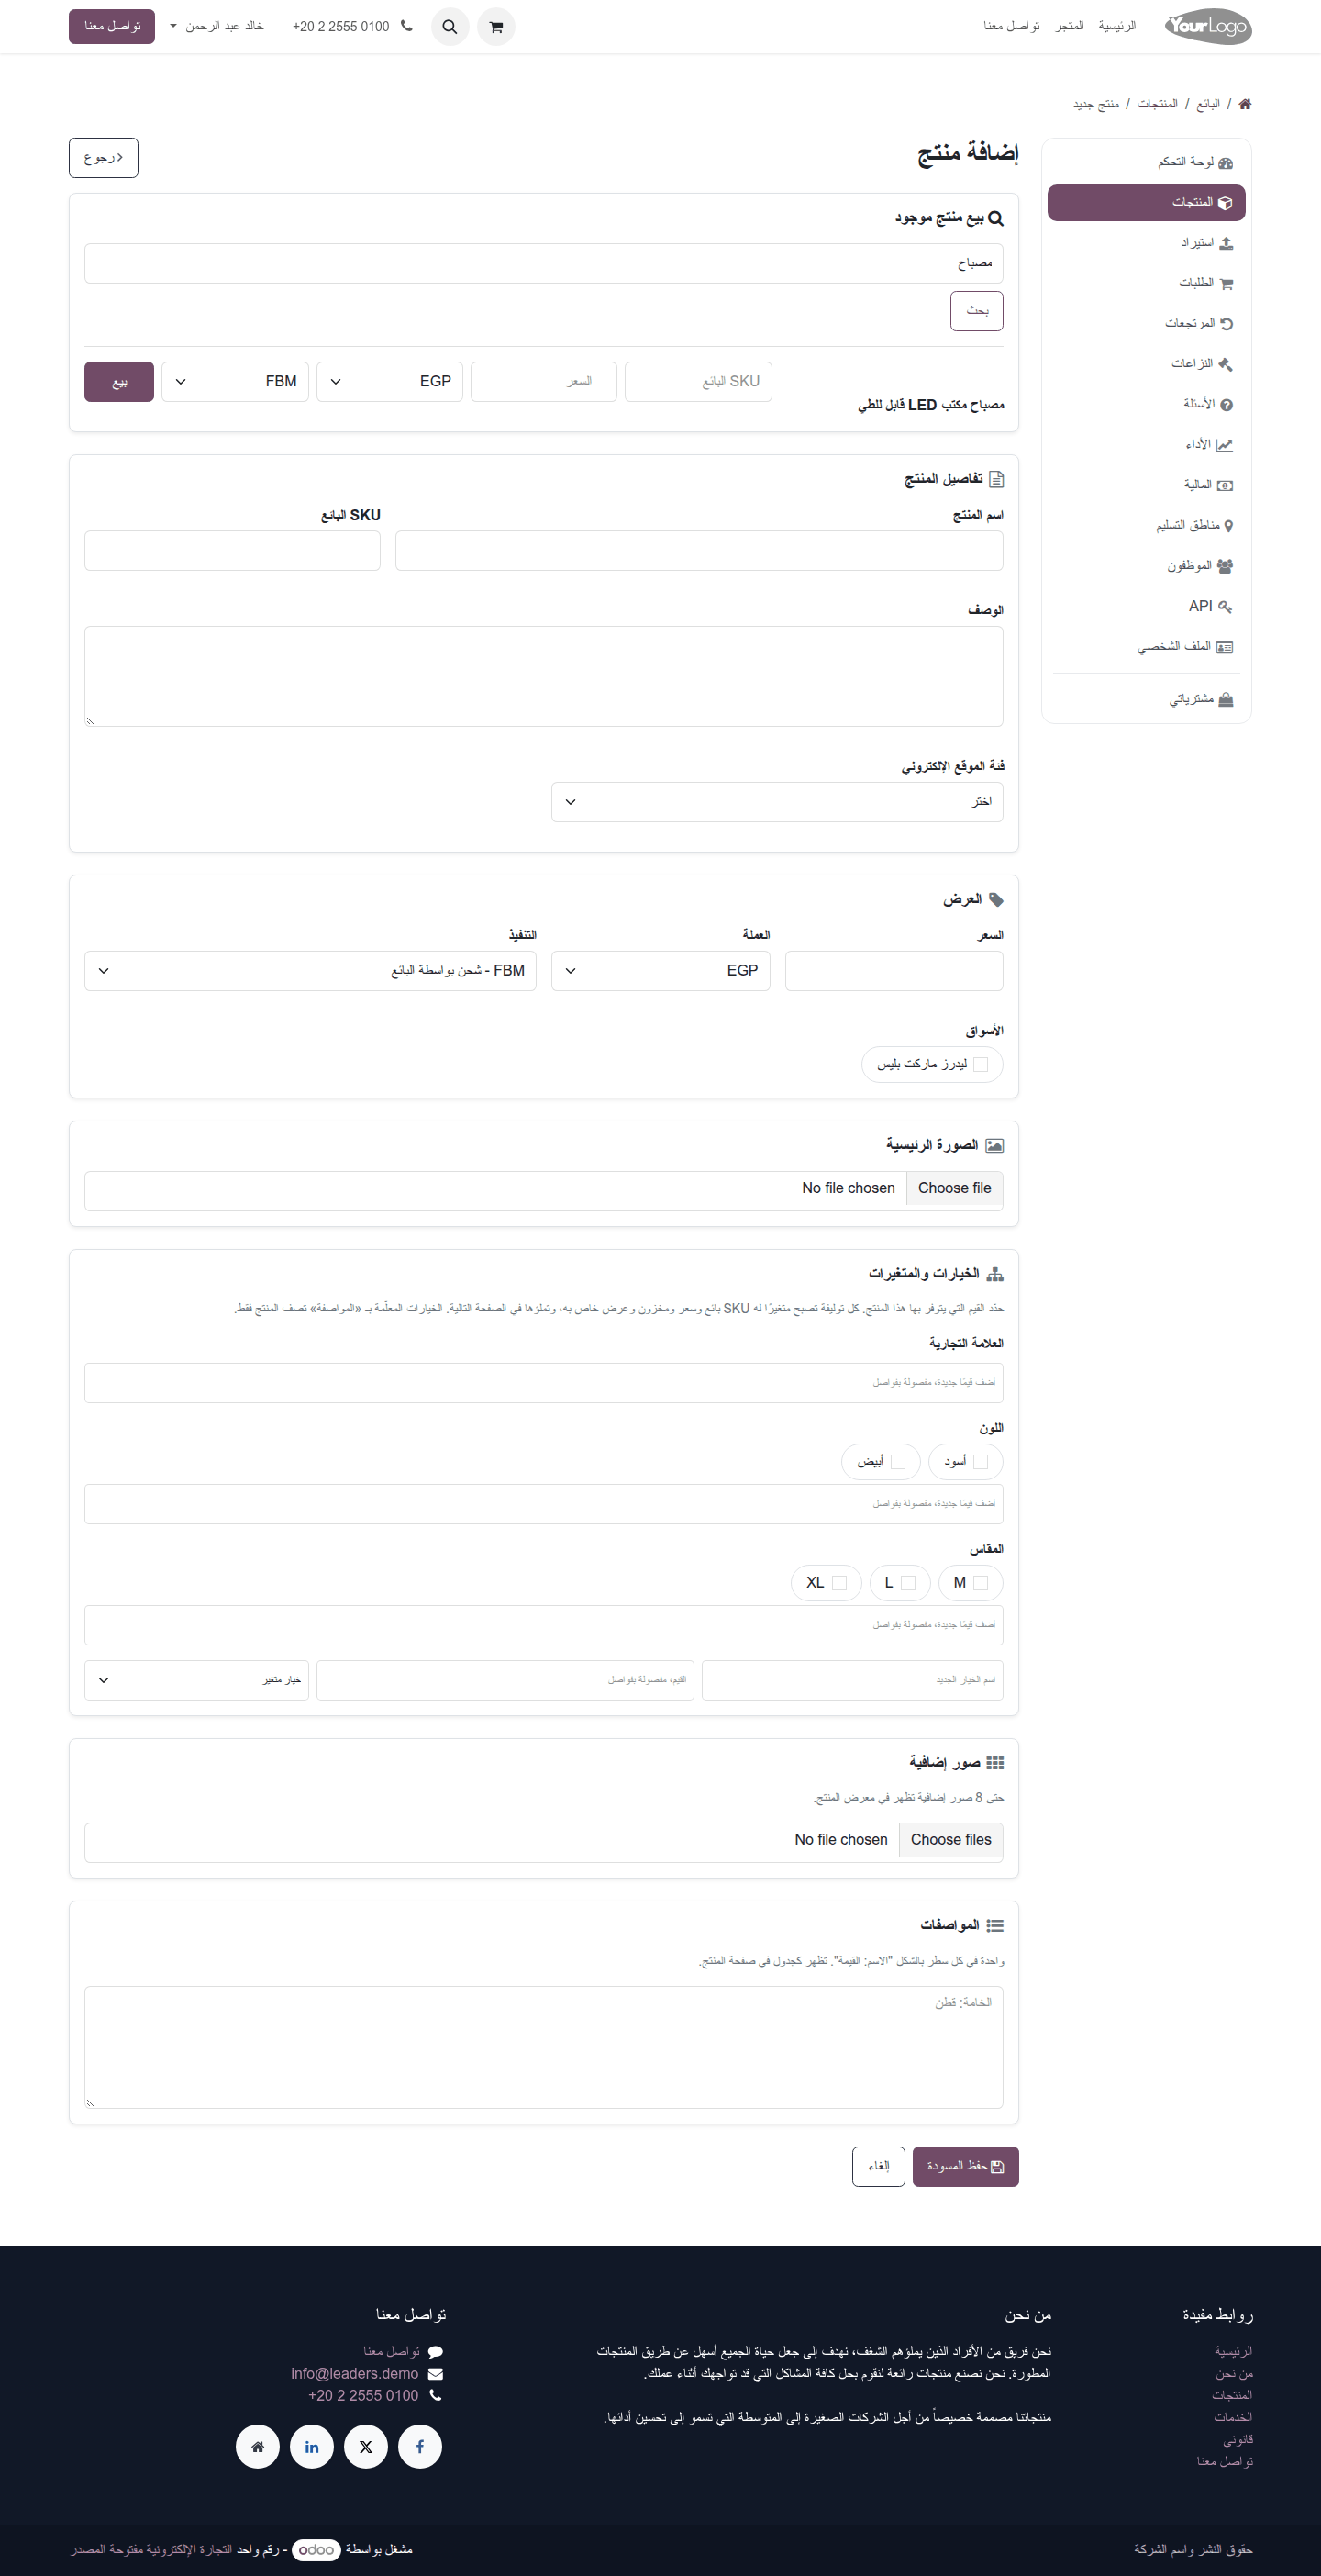 YourLogo
الرئيسية
المتجر
تواصل معنا
+20 2 2555 0100
خالد عبد الرحمن
تواصل معنا
البائع / المنتجات / منتج جديد
لوحة التحكم
المنتجات
استيراد
الطلبات
المرتجعات
النزاعات
الأسئلة
الأداء
المالية
مناطق التسليم
الموظفون
API
الملف الشخصي
مشترياتي
إضافة منتج
رجوع
بيع منتج موجود
مصباح
بحث
مصباح مكتب LED قابل للطي
SKU البائع
السعر
EGP
FBM
بيع
تفاصيل المنتج
اسم المنتج
SKU البائع
الوصف
فئة الموقع الإلكتروني
اختر
العرض
السعر
العملة
التنفيذ
EGP
FBM - شحن بواسطة البائع
الأسواق
ليدرز ماركت بليس
الصورة الرئيسية
Choose file
No file chosen
الخيارات والمتغيرات
حدّد القيم التي يتوفر بها هذا المنتج. كل توليفة تصبح متغيرًا له SKU بائع وسعر ومخزون وعرض خاص به، وتملؤها في الصفحة التالية. الخيارات المعلّمة بـ «المواصفة» تصف المنتج فقط.
العلامة التجارية
أضف قيمًا جديدة، مفصولة بفواصل
اللون
أسود
أبيض
أضف قيمًا جديدة، مفصولة بفواصل
المقاس
M
L
XL
أضف قيمًا جديدة، مفصولة بفواصل
اسم الخيار الجديد
القيم، مفصولة بفواصل
خيار متغير
صور إضافية
حتى 8 صور إضافية تظهر في معرض المنتج.
Choose files
No file chosen
المواصفات
واحدة في كل سطر بالشكل "الاسم: القيمة". تظهر كجدول في صفحة المنتج.
الخامة: قطن
حفظ المسودة
إلغاء
روابط مفيدة
الرئيسية
من نحن
المنتجات
الخدمات
قانوني
تواصل معنا
من نحن
نحن فريق من الأفراد الذين يملؤهم الشغف، نهدف إلى جعل حياة الجميع أسهل عن طريق المنتجات
المطورة. نحن نصنع منتجات رائعة لنقوم بحل كافة المشاكل التي قد تواجهك أثناء عملك.
منتجاتنا مصممة خصيصاً من أجل الشركات الصغيرة إلى المتوسطة التي تسمو إلى تحسين أدائها.
تواصل معنا
تواصل معنا
info@leaders.demo
+20 2 2555 0100
حقوق النشر واسم الشركة
مشغل بواسطة odoo - رقم واحد التجارة الإلكترونية مفتوحة المصدر